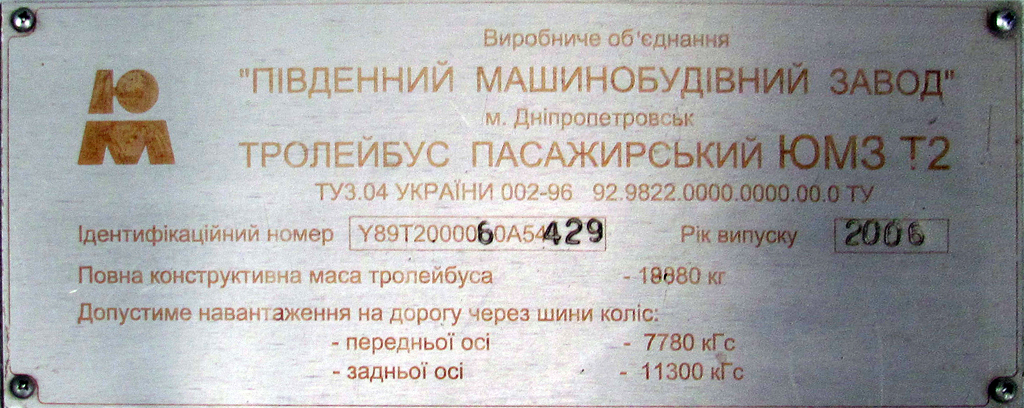 Виробниче об'єднання
"ПІВДЕННИЙ МАШИНОБУДІВНИЙ ЗАВОД"
м. Дніпропетровськ
ЮМ
ТРОЛЕЙБУС ПАСАЖИРСЬКИЙ ЮМЗ Т2
ТУ3.04 УКРАЇНИ 002-96 92.9822.0000.0000.00.0 ТУ
Ідентифікаційний номер Y89T2000060A54429 Рік випуску 2006
Повна конструктивна маса тролейбуса - кг
Допустиме навантаження на дорогу через шини коліс:
- передньої осі - 7780 кГс
- задньої осі - 11300 кГс